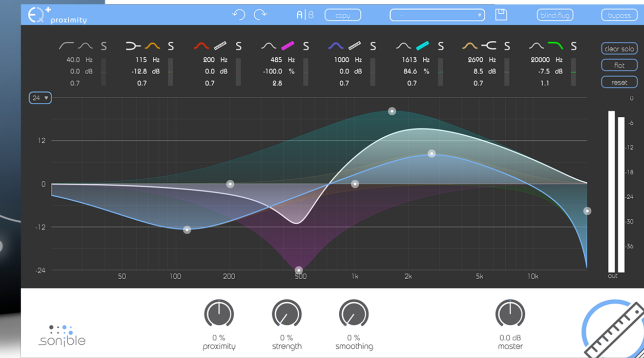 EQ+ proximity
A|B copy - blind flug bypass
S S S S S S S S
40.0 Hz 115 Hz 200 Hz 485 Hz 1000 Hz 1613 Hz 2690 Hz 20000 Hz
0.0 dB -12.8 dB 0.0 dB -100.0 % 0.0 dB 84.6 % 8.5 dB -7.5 dB
0.7 0.7 0.7 2.8 0.7 0.7 0.7 1.1
clear solo
flat
reset
24
12
0
-12
-24
50 100 200 500 1k 2k 5k 10k
0
-6
-12
-18
-24
-30
-36
out
0 % 0 % 0 % 0.0 dB
proximity strength smoothing master
sonible